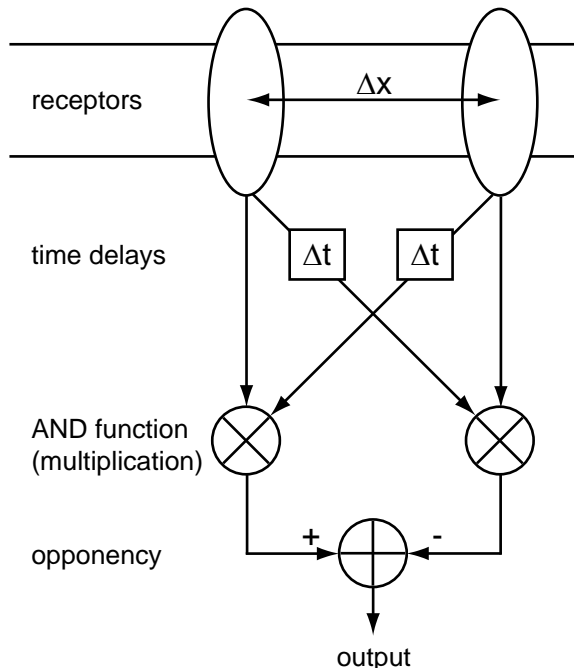 Δx
receptors
time delays
Δt
Δt
AND function
(multiplication)
+
-
opponency
output